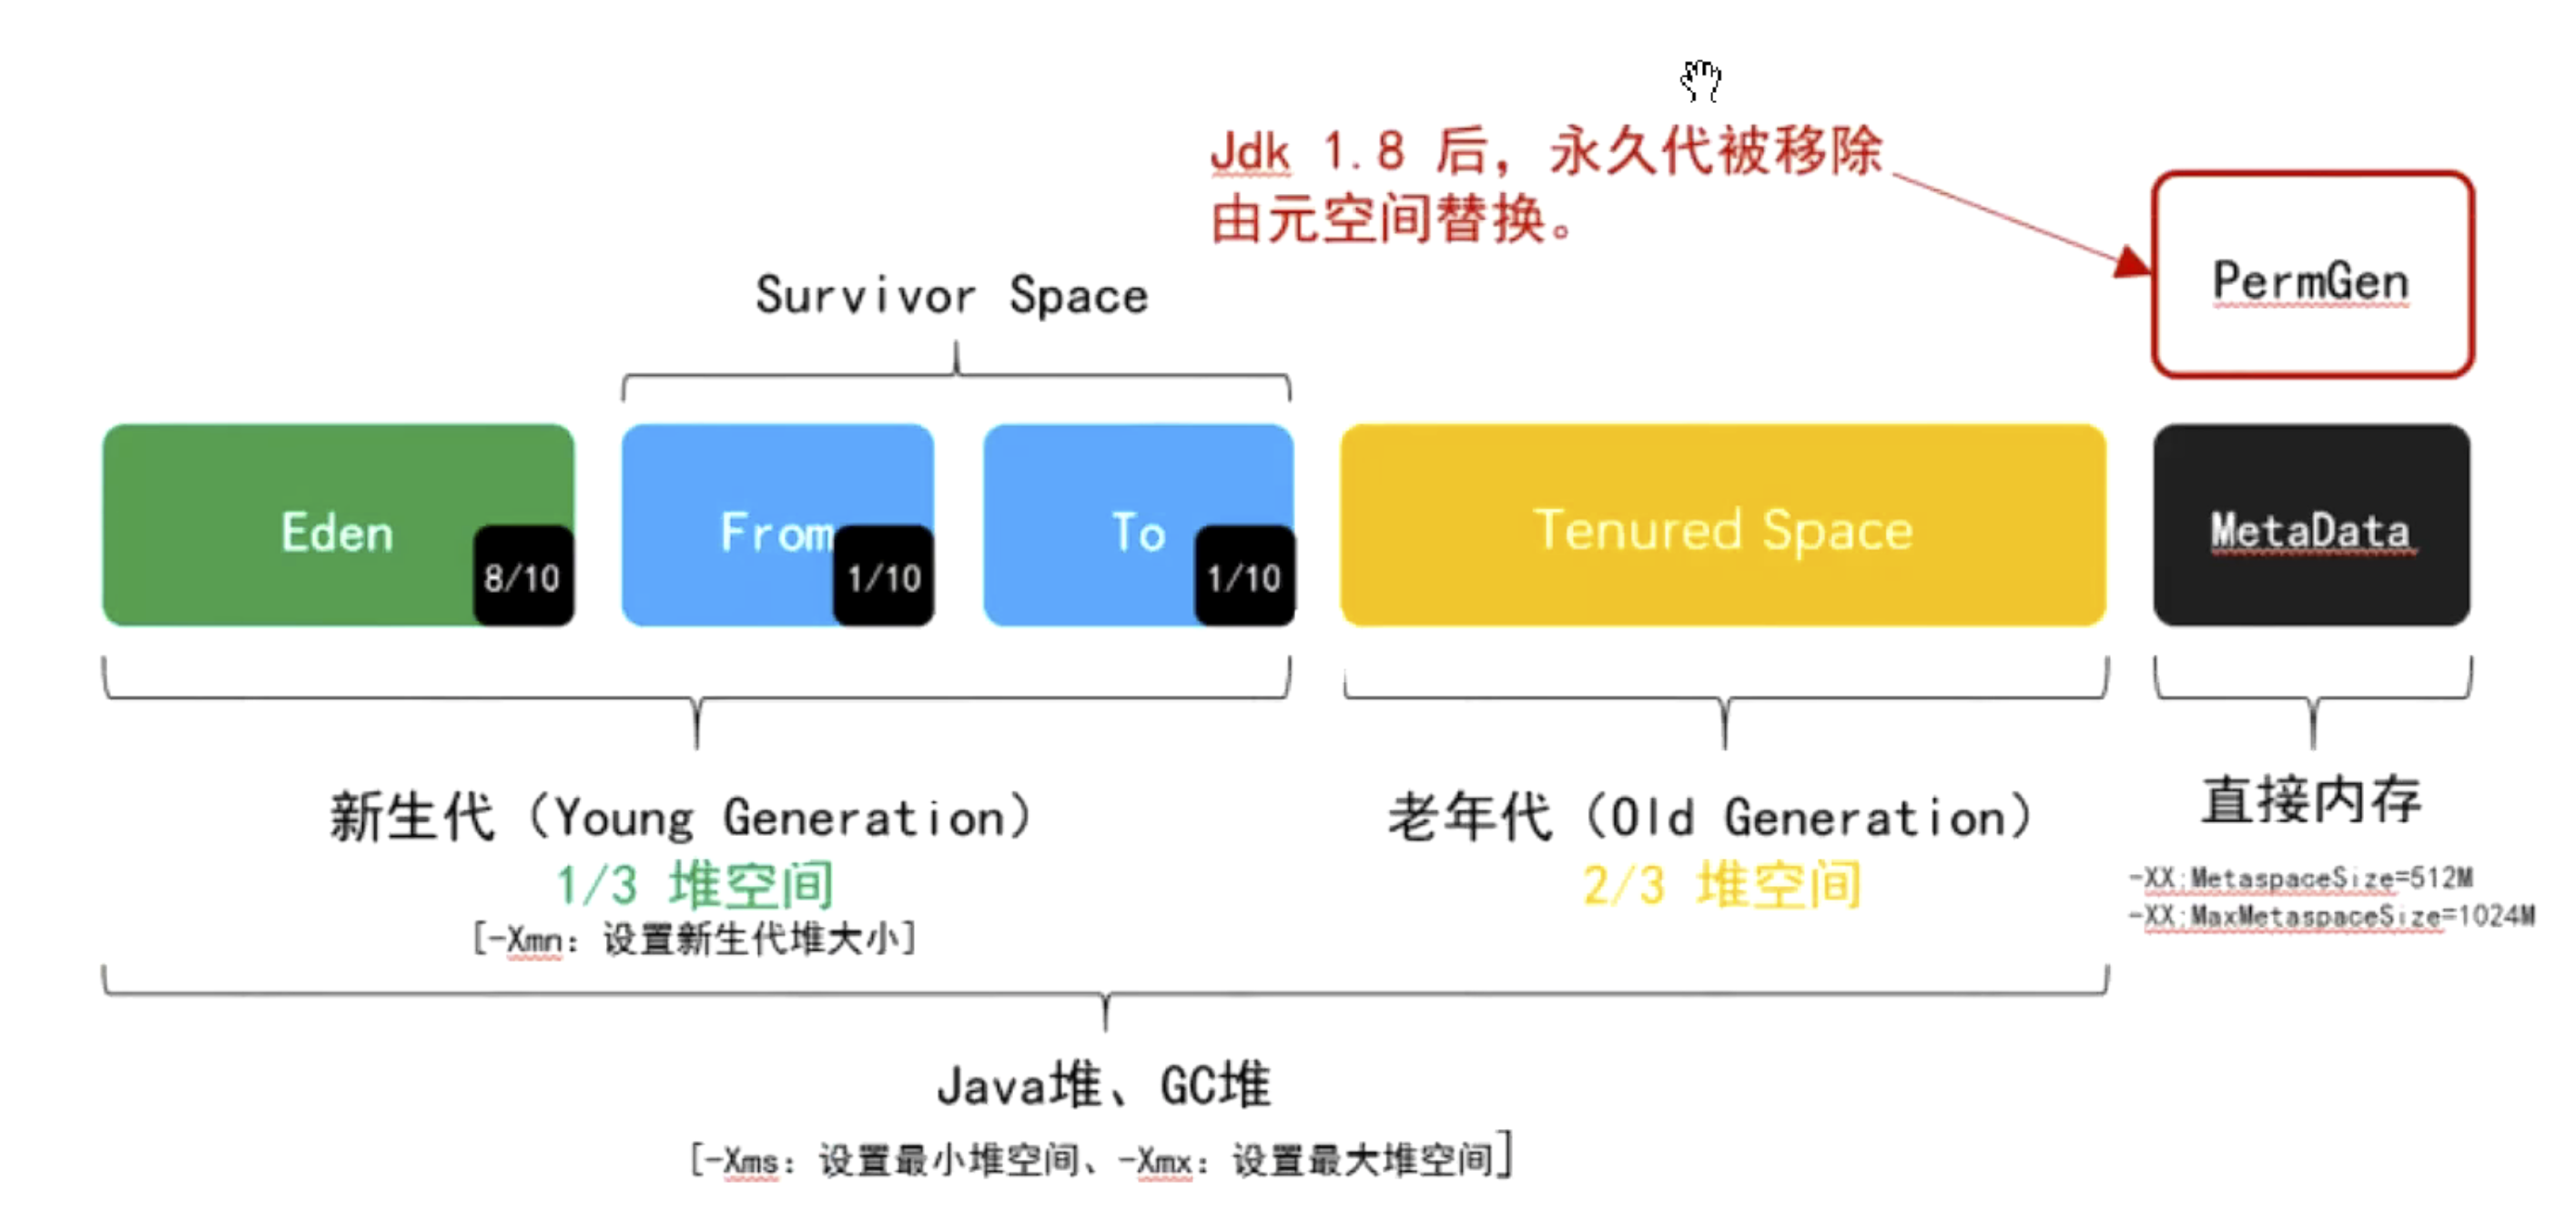 Jdk 1.8 后，永久代被移除
由元空间替换。
PermGen
Survivor Space
Eden
8/10
From
1/10
To
1/10
Tenured Space
MetaData
新生代（Young Generation）
1/3 堆空间
[-Xmn：设置新生代堆大小]
老年代（Old Generation）
2/3 堆空间
直接内存
-XX:MetaspaceSize=512M
-XX:MaxMetaspaceSize=1024M
Java堆、GC堆
[-Xms：设置最小堆空间、-Xmx：设置最大堆空间]